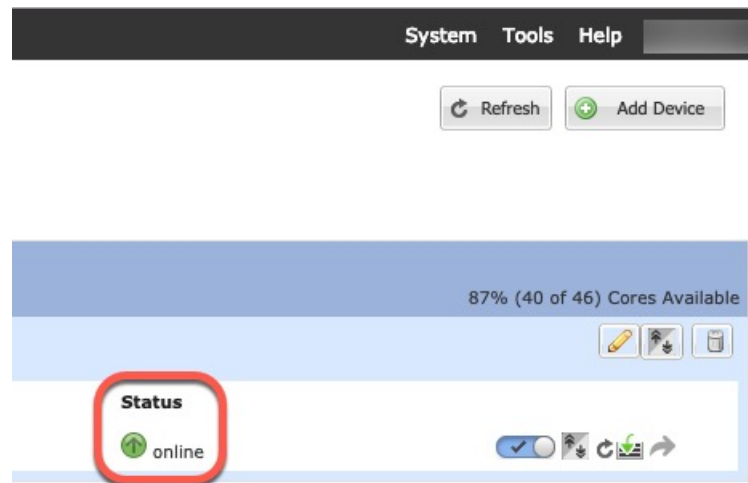 System Tools Help
Refresh Add Device
87% (40 of 46) Cores Available
Status
online